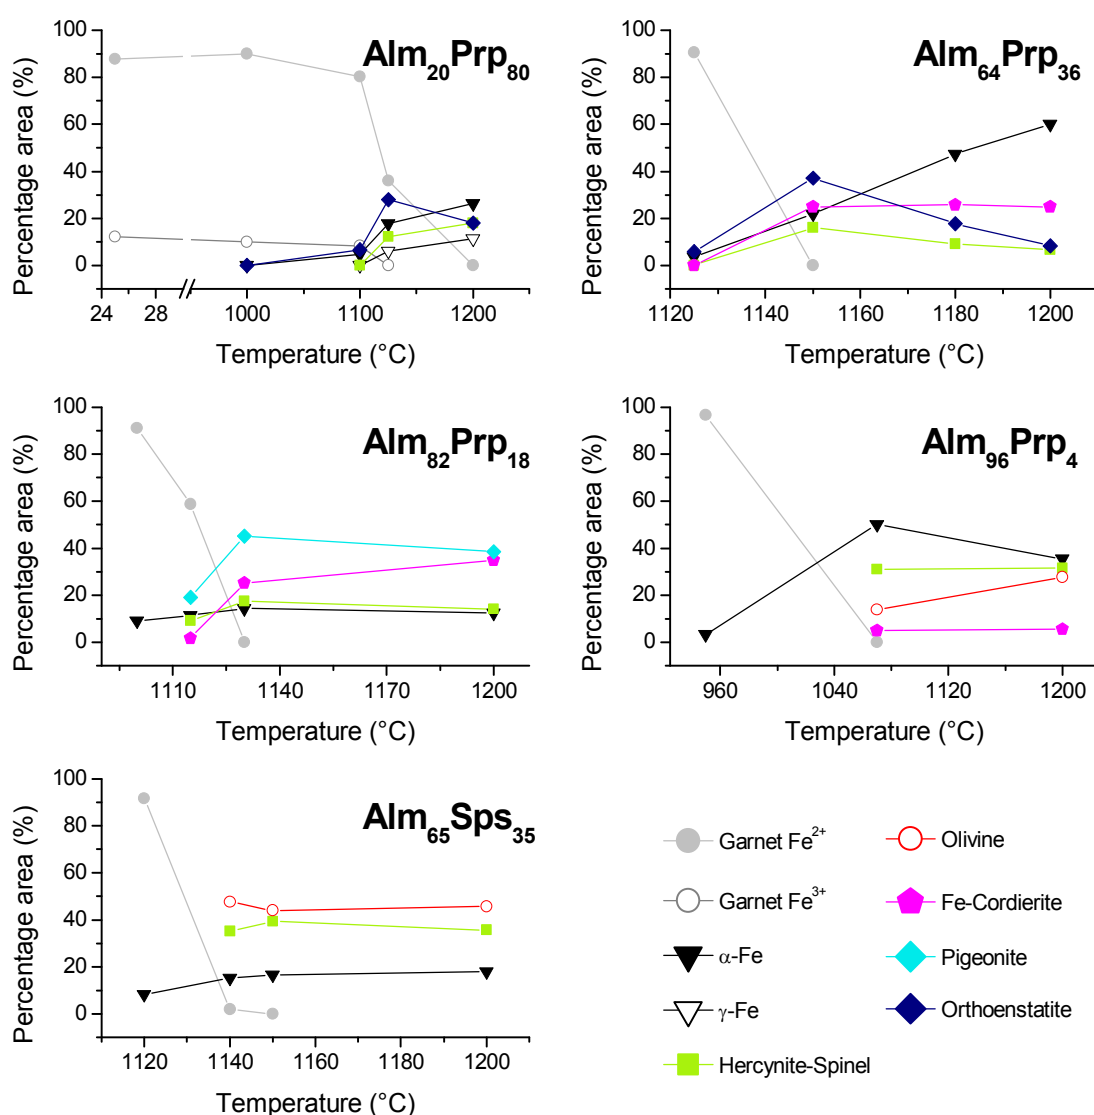 Alm20Prp80
Percentage area (%)
100
80
60
40
20
0
24 28 1000 1100 1200
Temperature (°C)
Alm64Prp36
Percentage area (%)
100
80
60
40
20
0
1120 1140 1160 1180 1200
Temperature (°C)
Alm82Prp18
Percentage area (%)
100
80
60
40
20
0
1110 1140 1170 1200
Temperature (°C)
Alm96Prp4
Percentage area (%)
100
80
60
40
20
0
960 1040 1120 1200
Temperature (°C)
Alm65Sps35
Percentage area (%)
100
80
60
40
20
0
1120 1140 1160 1180 1200
Temperature (°C)
Garnet Fe2+
Garnet Fe3+
α-Fe
γ-Fe
Hercynite-Spinel
Olivine
Fe-Cordierite
Pigeonite
Orthoenstatite